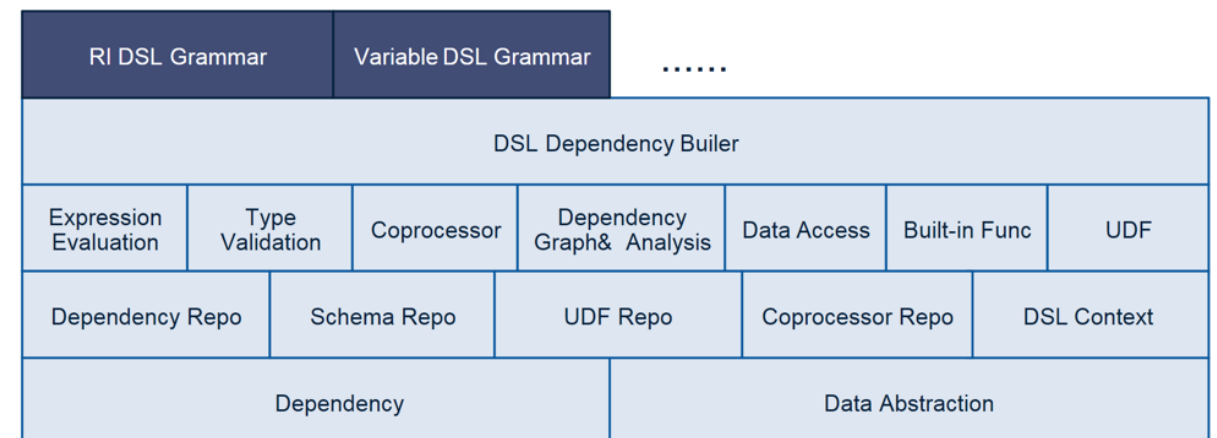 RI DSL Grammar
Variable DSL Grammar
......
DSL Dependency Builer
Expression
Evaluation
Type
Validation
Coprocessor
Dependency
Graph& Analysis
Data Access
Built-in Func
UDF
Dependency Repo
Schema Repo
UDF Repo
Coprocessor Repo
DSL Context
Dependency
Data Abstraction